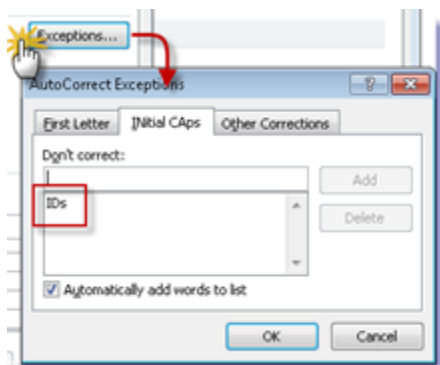 Exceptions...
AutoCorrect Exceptions
First Letter INitial CAps Other Corrections
Don't correct:
Add
IDs
Delete
Automatically add words to list
OK Cancel